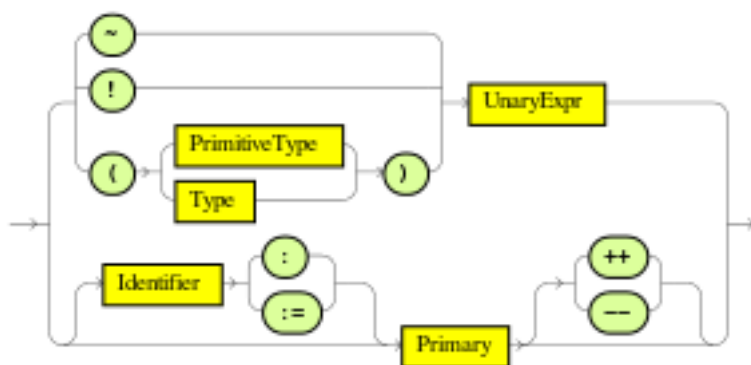 ~
! UnaryExpr
( PrimitiveType )
Type
: ++
Identifier
:= --
Primary